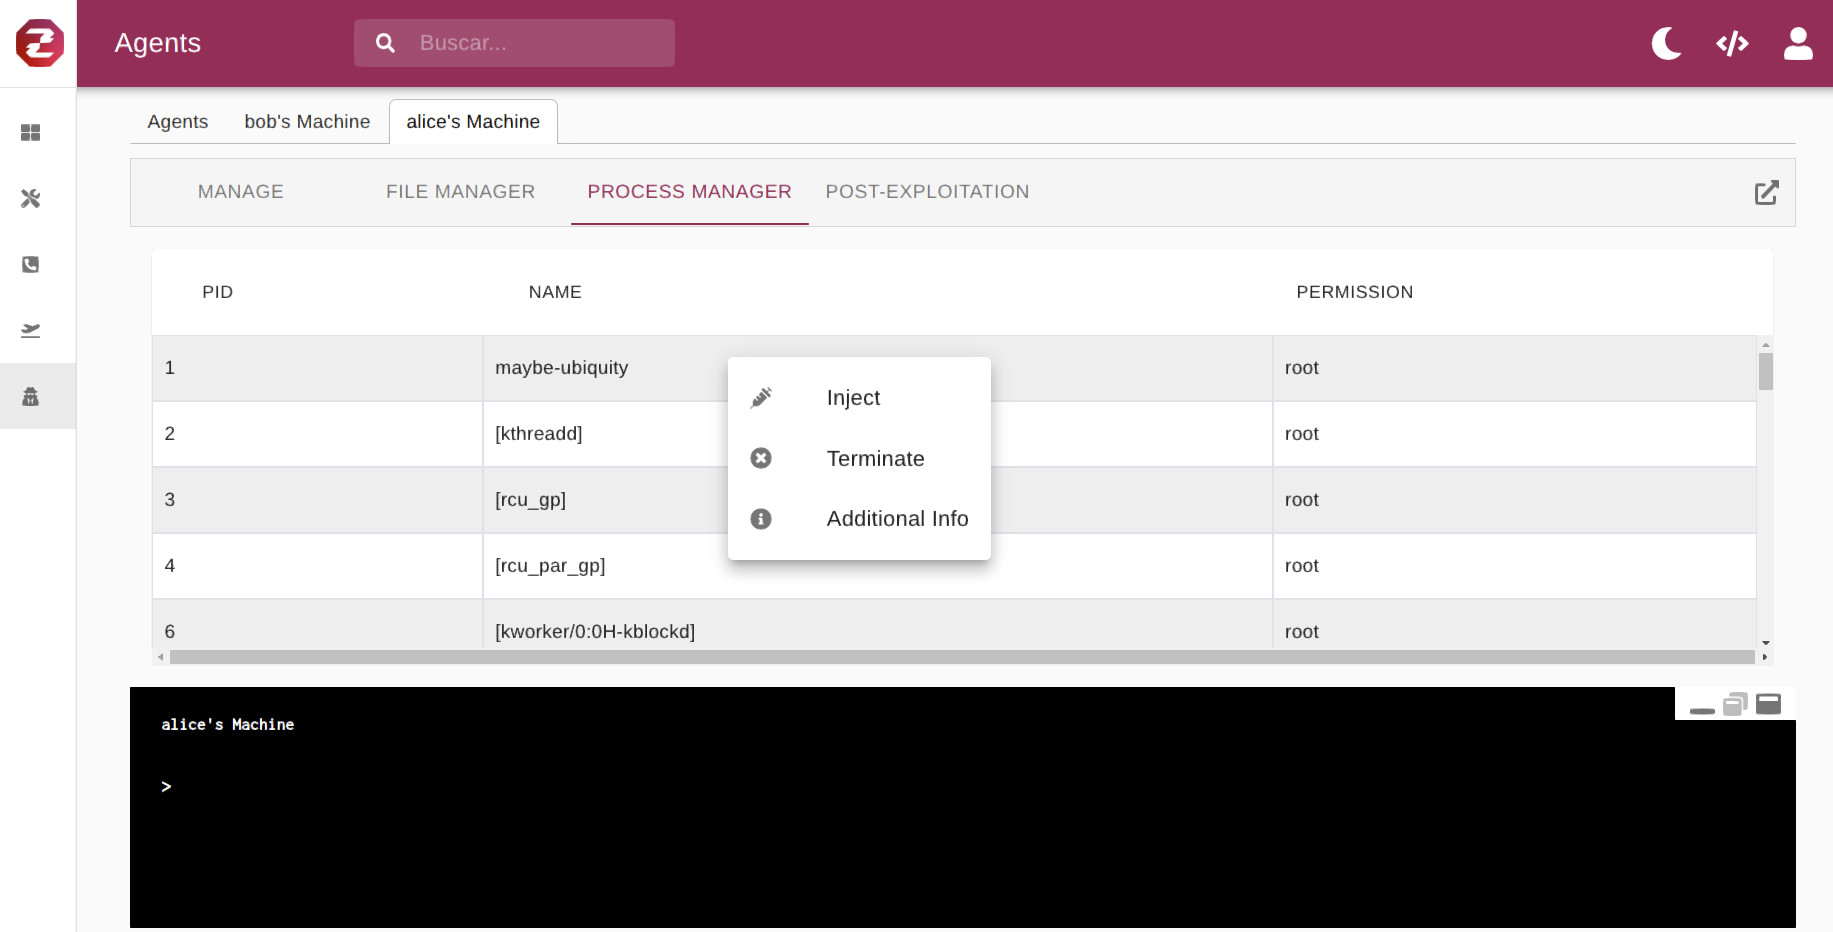 Agents
Buscar...
Agents bob's Machine alice's Machine
MANAGE FILE MANAGER PROCESS MANAGER POST-EXPLOITATION
PID NAME PERMISSION
1 maybe-ubiquity root
2 [kthreadd] root
3 [rcu_gp] root
4 [rcu_par_gp] root
6 [kworker/0:0H-kblockd] root
Inject
Terminate
Additional Info
alice's Machine
>